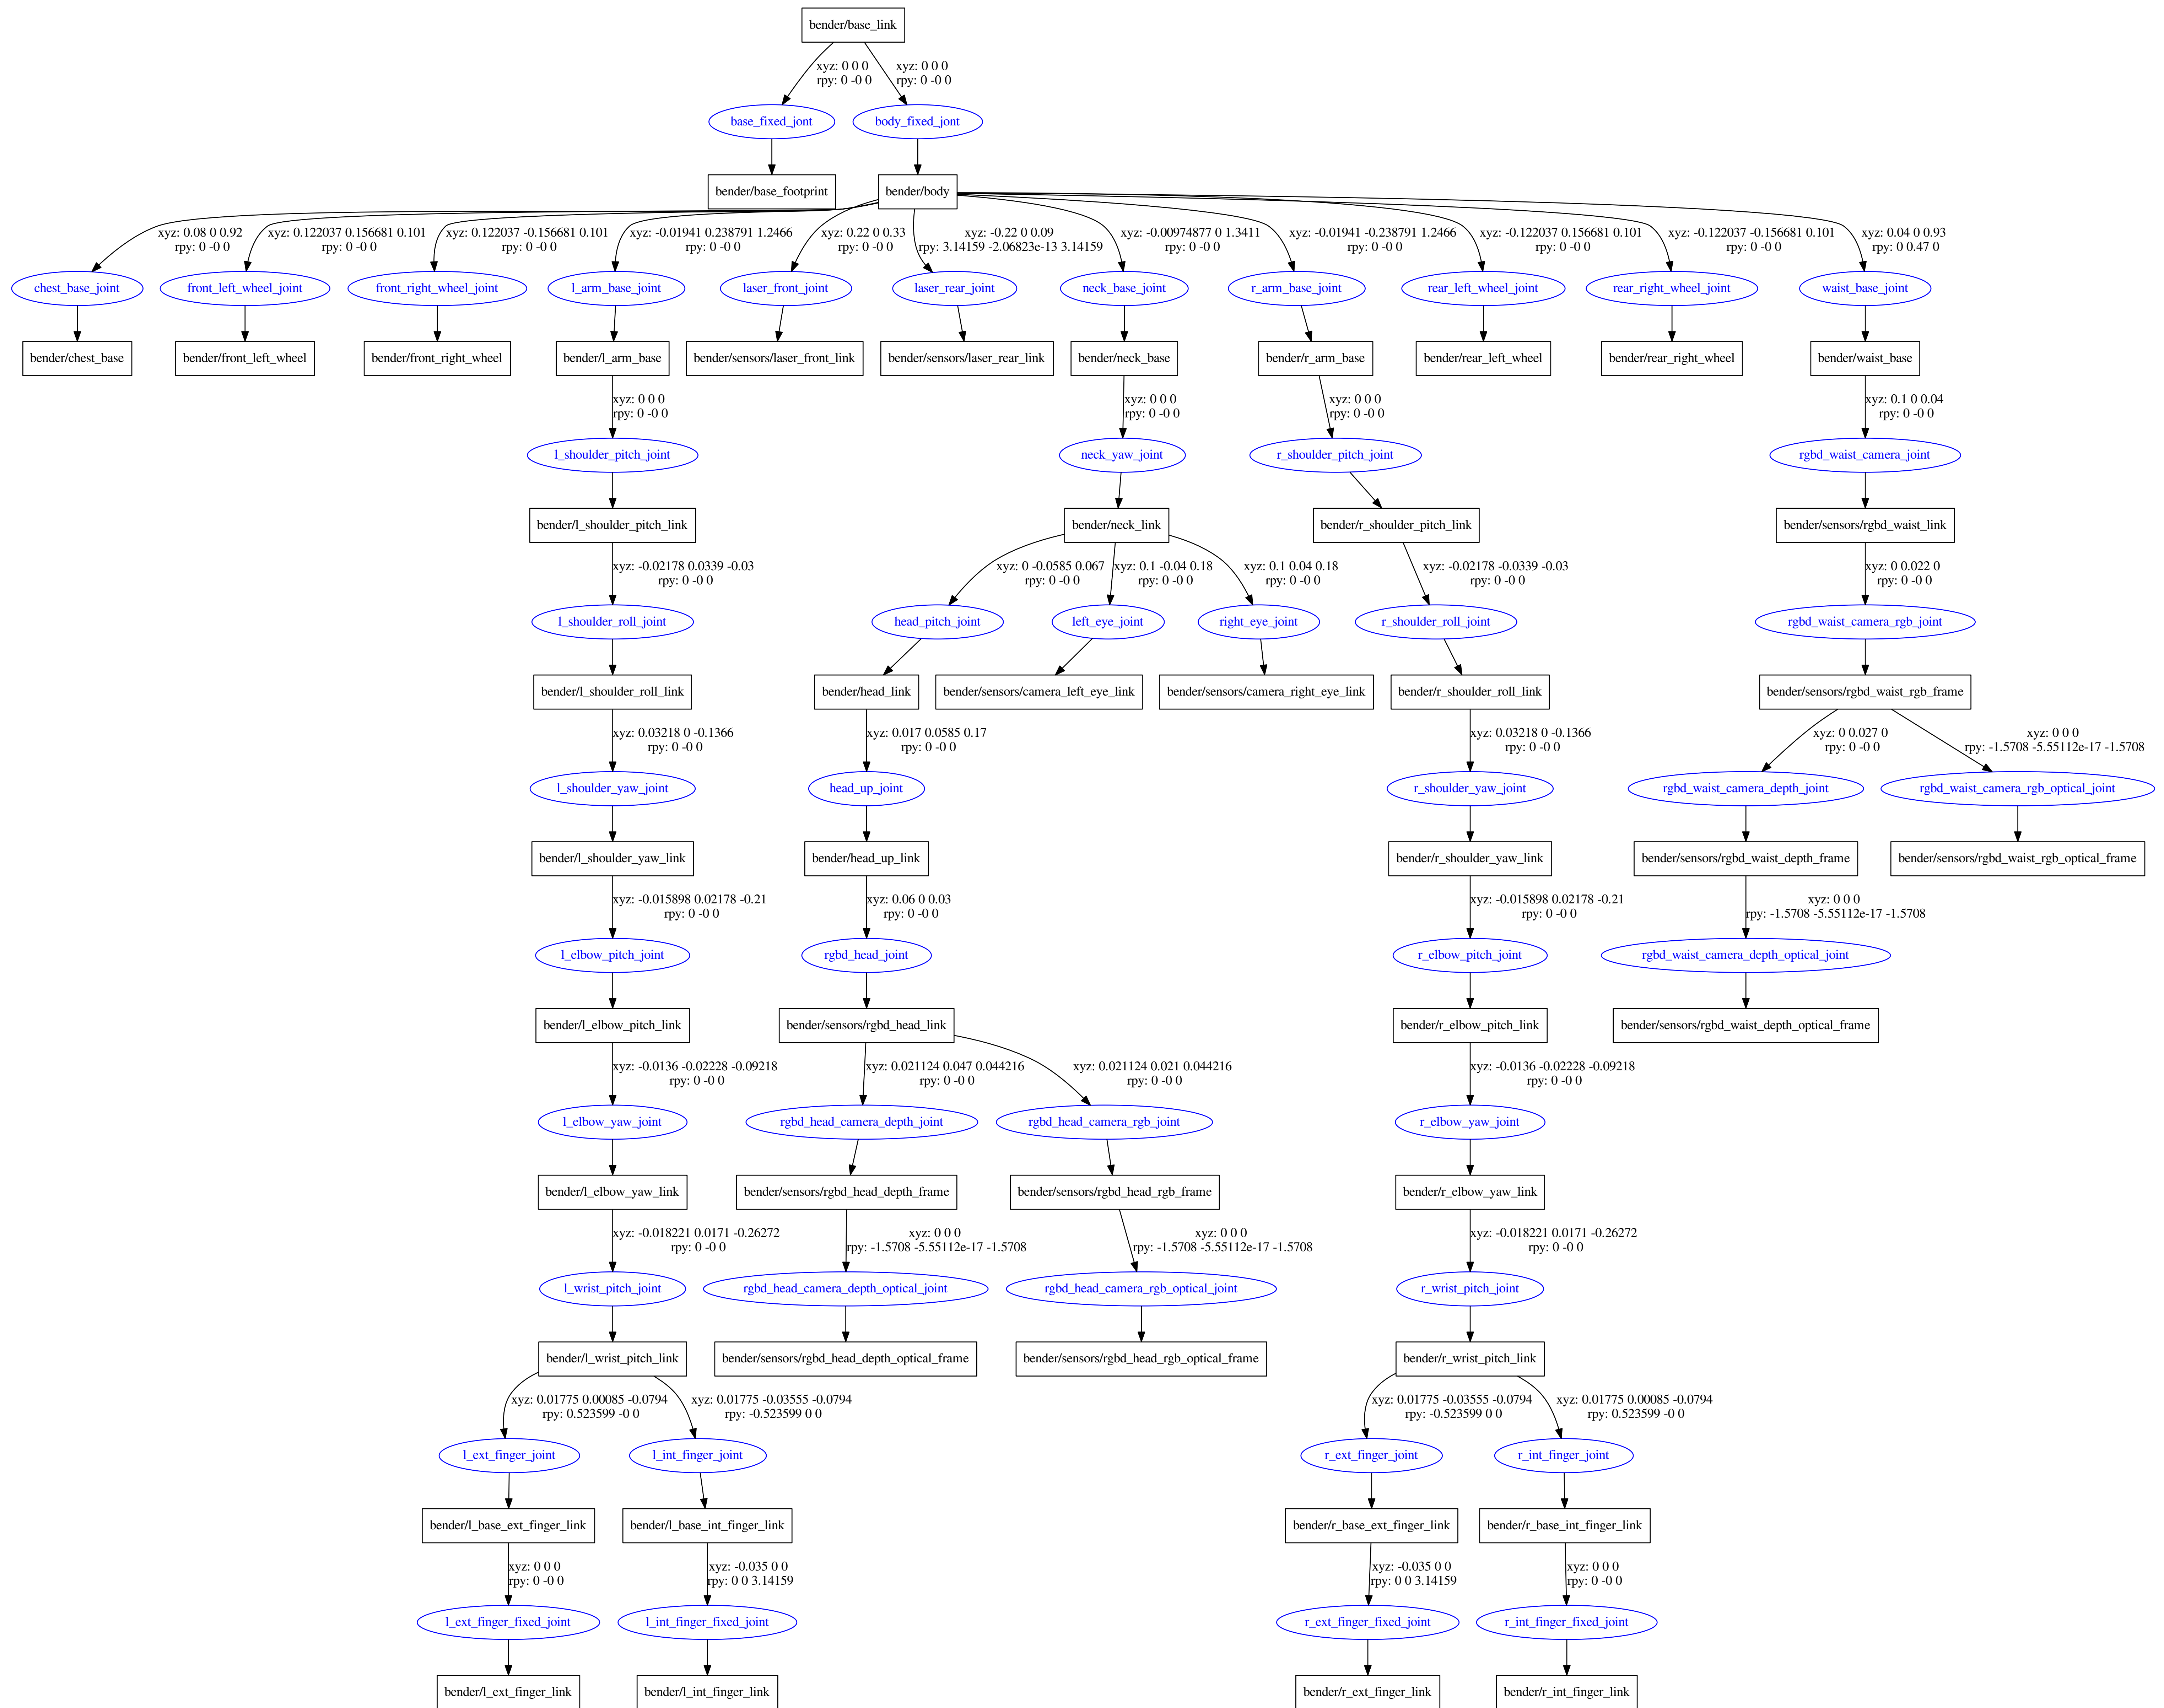 bender/base_link
xyz: 0 0 0
rpy: 0 -0 0
xyz: 0 0 0
rpy: 0 -0 0
base_fixed_jont
body_fixed_jont
bender/base_footprint
bender/body
xyz: 0.08 0 0.92
rpy: 0 -0 0
xyz: 0.122037 0.156681 0.101
rpy: 0 -0 0
xyz: 0.122037 -0.156681 0.101
rpy: 0 -0 0
xyz: -0.01941 0.238791 1.2466
rpy: 0 -0 0
xyz: 0.22 0 0.33
rpy: 0 -0 0
xyz: -0.22 0 0.09
rpy: 3.14159 -2.06823e-13 3.14159
xyz: -0.00974877 0 1.3411
rpy: 0 -0 0
xyz: -0.01941 -0.238791 1.2466
rpy: 0 -0 0
xyz: -0.122037 0.156681 0.101
rpy: 0 -0 0
xyz: -0.122037 -0.156681 0.101
rpy: 0 -0 0
xyz: 0.04 0 0.93
rpy: 0 0.47 0
chest_base_joint
front_left_wheel_joint
front_right_wheel_joint
l_arm_base_joint
laser_front_joint
laser_rear_joint
neck_base_joint
r_arm_base_joint
rear_left_wheel_joint
rear_right_wheel_joint
waist_base_joint
bender/chest_base
bender/front_left_wheel
bender/front_right_wheel
bender/l_arm_base
bender/sensors/laser_front_link
bender/sensors/laser_rear_link
bender/neck_base
bender/r_arm_base
bender/rear_left_wheel
bender/rear_right_wheel
bender/waist_base
xyz: 0 0 0
rpy: 0 -0 0
xyz: 0 0 0
rpy: 0 -0 0
xyz: 0 0 0
rpy: 0 -0 0
xyz: 0.1 0 0.04
rpy: 0 -0 0
l_shoulder_pitch_joint
neck_yaw_joint
r_shoulder_pitch_joint
rgbd_waist_camera_joint
bender/l_shoulder_pitch_link
bender/neck_link
bender/r_shoulder_pitch_link
bender/sensors/rgbd_waist_link
xyz: -0.02178 0.0339 -0.03
rpy: 0 -0 0
xyz: 0 -0.0585 0.067
rpy: 0 -0 0
xyz: 0.1 -0.04 0.18
rpy: 0 -0 0
xyz: 0.1 0.04 0.18
rpy: 0 -0 0
xyz: -0.02178 -0.0339 -0.03
rpy: 0 -0 0
xyz: 0 0.022 0
rpy: 0 -0 0
l_shoulder_roll_joint
head_pitch_joint
left_eye_joint
right_eye_joint
r_shoulder_roll_joint
rgbd_waist_camera_rgb_joint
bender/l_shoulder_roll_link
bender/head_link
bender/sensors/camera_left_eye_link
bender/sensors/camera_right_eye_link
bender/r_shoulder_roll_link
bender/sensors/rgbd_waist_rgb_frame
xyz: 0.03218 0 -0.1366
rpy: 0 -0 0
xyz: 0.017 0.0585 0.17
rpy: 0 -0 0
xyz: 0.03218 0 -0.1366
rpy: 0 -0 0
xyz: 0 0.027 0
rpy: 0 -0 0
xyz: 0 0 0
rpy: -1.5708 -5.55112e-17 -1.5708
l_shoulder_yaw_joint
head_up_joint
r_shoulder_yaw_joint
rgbd_waist_camera_depth_joint
rgbd_waist_camera_rgb_optical_joint
bender/l_shoulder_yaw_link
bender/head_up_link
bender/r_shoulder_yaw_link
bender/sensors/rgbd_waist_depth_frame
bender/sensors/rgbd_waist_rgb_optical_frame
xyz: -0.015898 0.02178 -0.21
rpy: 0 -0 0
xyz: 0.06 0 0.03
rpy: 0 -0 0
xyz: -0.015898 0.02178 -0.21
rpy: 0 -0 0
xyz: 0 0 0
rpy: -1.5708 -5.55112e-17 -1.5708
l_elbow_pitch_joint
rgbd_head_joint
r_elbow_pitch_joint
rgbd_waist_camera_depth_optical_joint
bender/l_elbow_pitch_link
bender/sensors/rgbd_head_link
bender/r_elbow_pitch_link
bender/sensors/rgbd_waist_depth_optical_frame
xyz: -0.0136 -0.02228 -0.09218
rpy: 0 -0 0
xyz: 0.021124 0.047 0.044216
rpy: 0 -0 0
xyz: 0.021124 0.021 0.044216
rpy: 0 -0 0
xyz: -0.0136 -0.02228 -0.09218
rpy: 0 -0 0
l_elbow_yaw_joint
rgbd_head_camera_depth_joint
rgbd_head_camera_rgb_joint
r_elbow_yaw_joint
bender/l_elbow_yaw_link
bender/sensors/rgbd_head_depth_frame
bender/sensors/rgbd_head_rgb_frame
bender/r_elbow_yaw_link
xyz: -0.018221 0.0171 -0.26272
rpy: 0 -0 0
xyz: 0 0 0
rpy: -1.5708 -5.55112e-17 -1.5708
xyz: 0 0 0
rpy: -1.5708 -5.55112e-17 -1.5708
xyz: -0.018221 0.0171 -0.26272
rpy: 0 -0 0
l_wrist_pitch_joint
rgbd_head_camera_depth_optical_joint
rgbd_head_camera_rgb_optical_joint
r_wrist_pitch_joint
bender/l_wrist_pitch_link
bender/sensors/rgbd_head_depth_optical_frame
bender/sensors/rgbd_head_rgb_optical_frame
bender/r_wrist_pitch_link
xyz: 0.01775 0.00085 -0.0794
rpy: 0.523599 -0 0
xyz: 0.01775 -0.03555 -0.0794
rpy: -0.523599 0 0
xyz: 0.01775 -0.03555 -0.0794
rpy: -0.523599 0 0
xyz: 0.01775 0.00085 -0.0794
rpy: 0.523599 -0 0
l_ext_finger_joint
l_int_finger_joint
r_ext_finger_joint
r_int_finger_joint
bender/l_base_ext_finger_link
bender/l_base_int_finger_link
bender/r_base_ext_finger_link
bender/r_base_int_finger_link
xyz: 0 0 0
rpy: 0 -0 0
xyz: -0.035 0 0
rpy: 0 0 3.14159
xyz: -0.035 0 0
rpy: 0 0 3.14159
xyz: 0 0 0
rpy: 0 -0 0
l_ext_finger_fixed_joint
l_int_finger_fixed_joint
r_ext_finger_fixed_joint
r_int_finger_fixed_joint
bender/l_ext_finger_link
bender/l_int_finger_link
bender/r_ext_finger_link
bender/r_int_finger_link